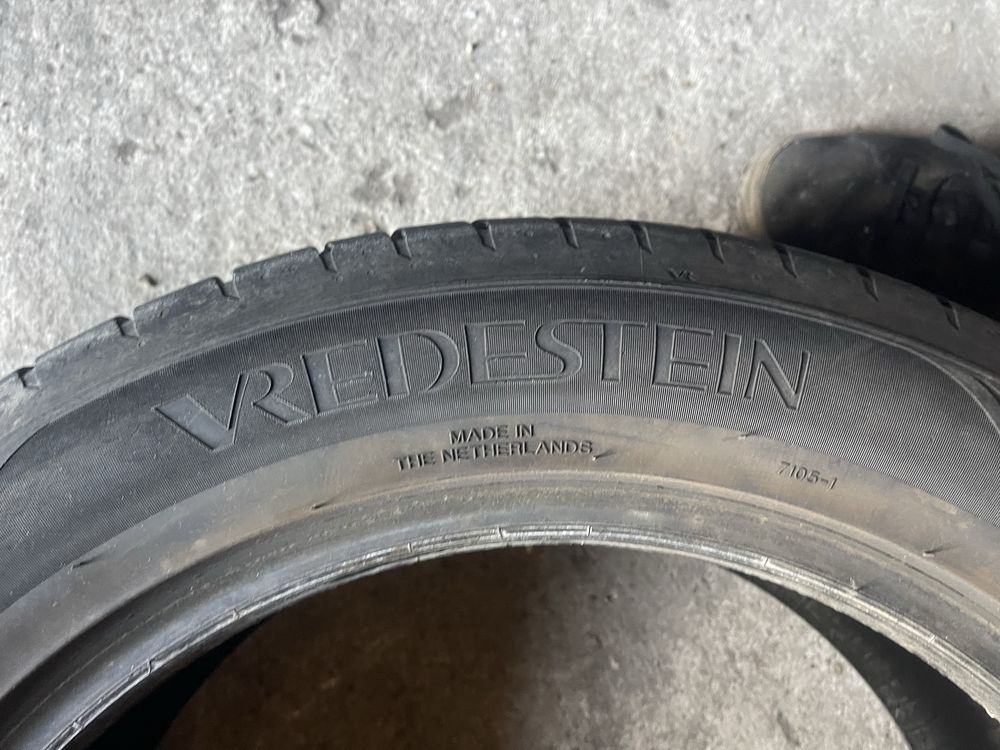 VREDESTEIN
MADE IN
THE NETHERLANDS
7105-1